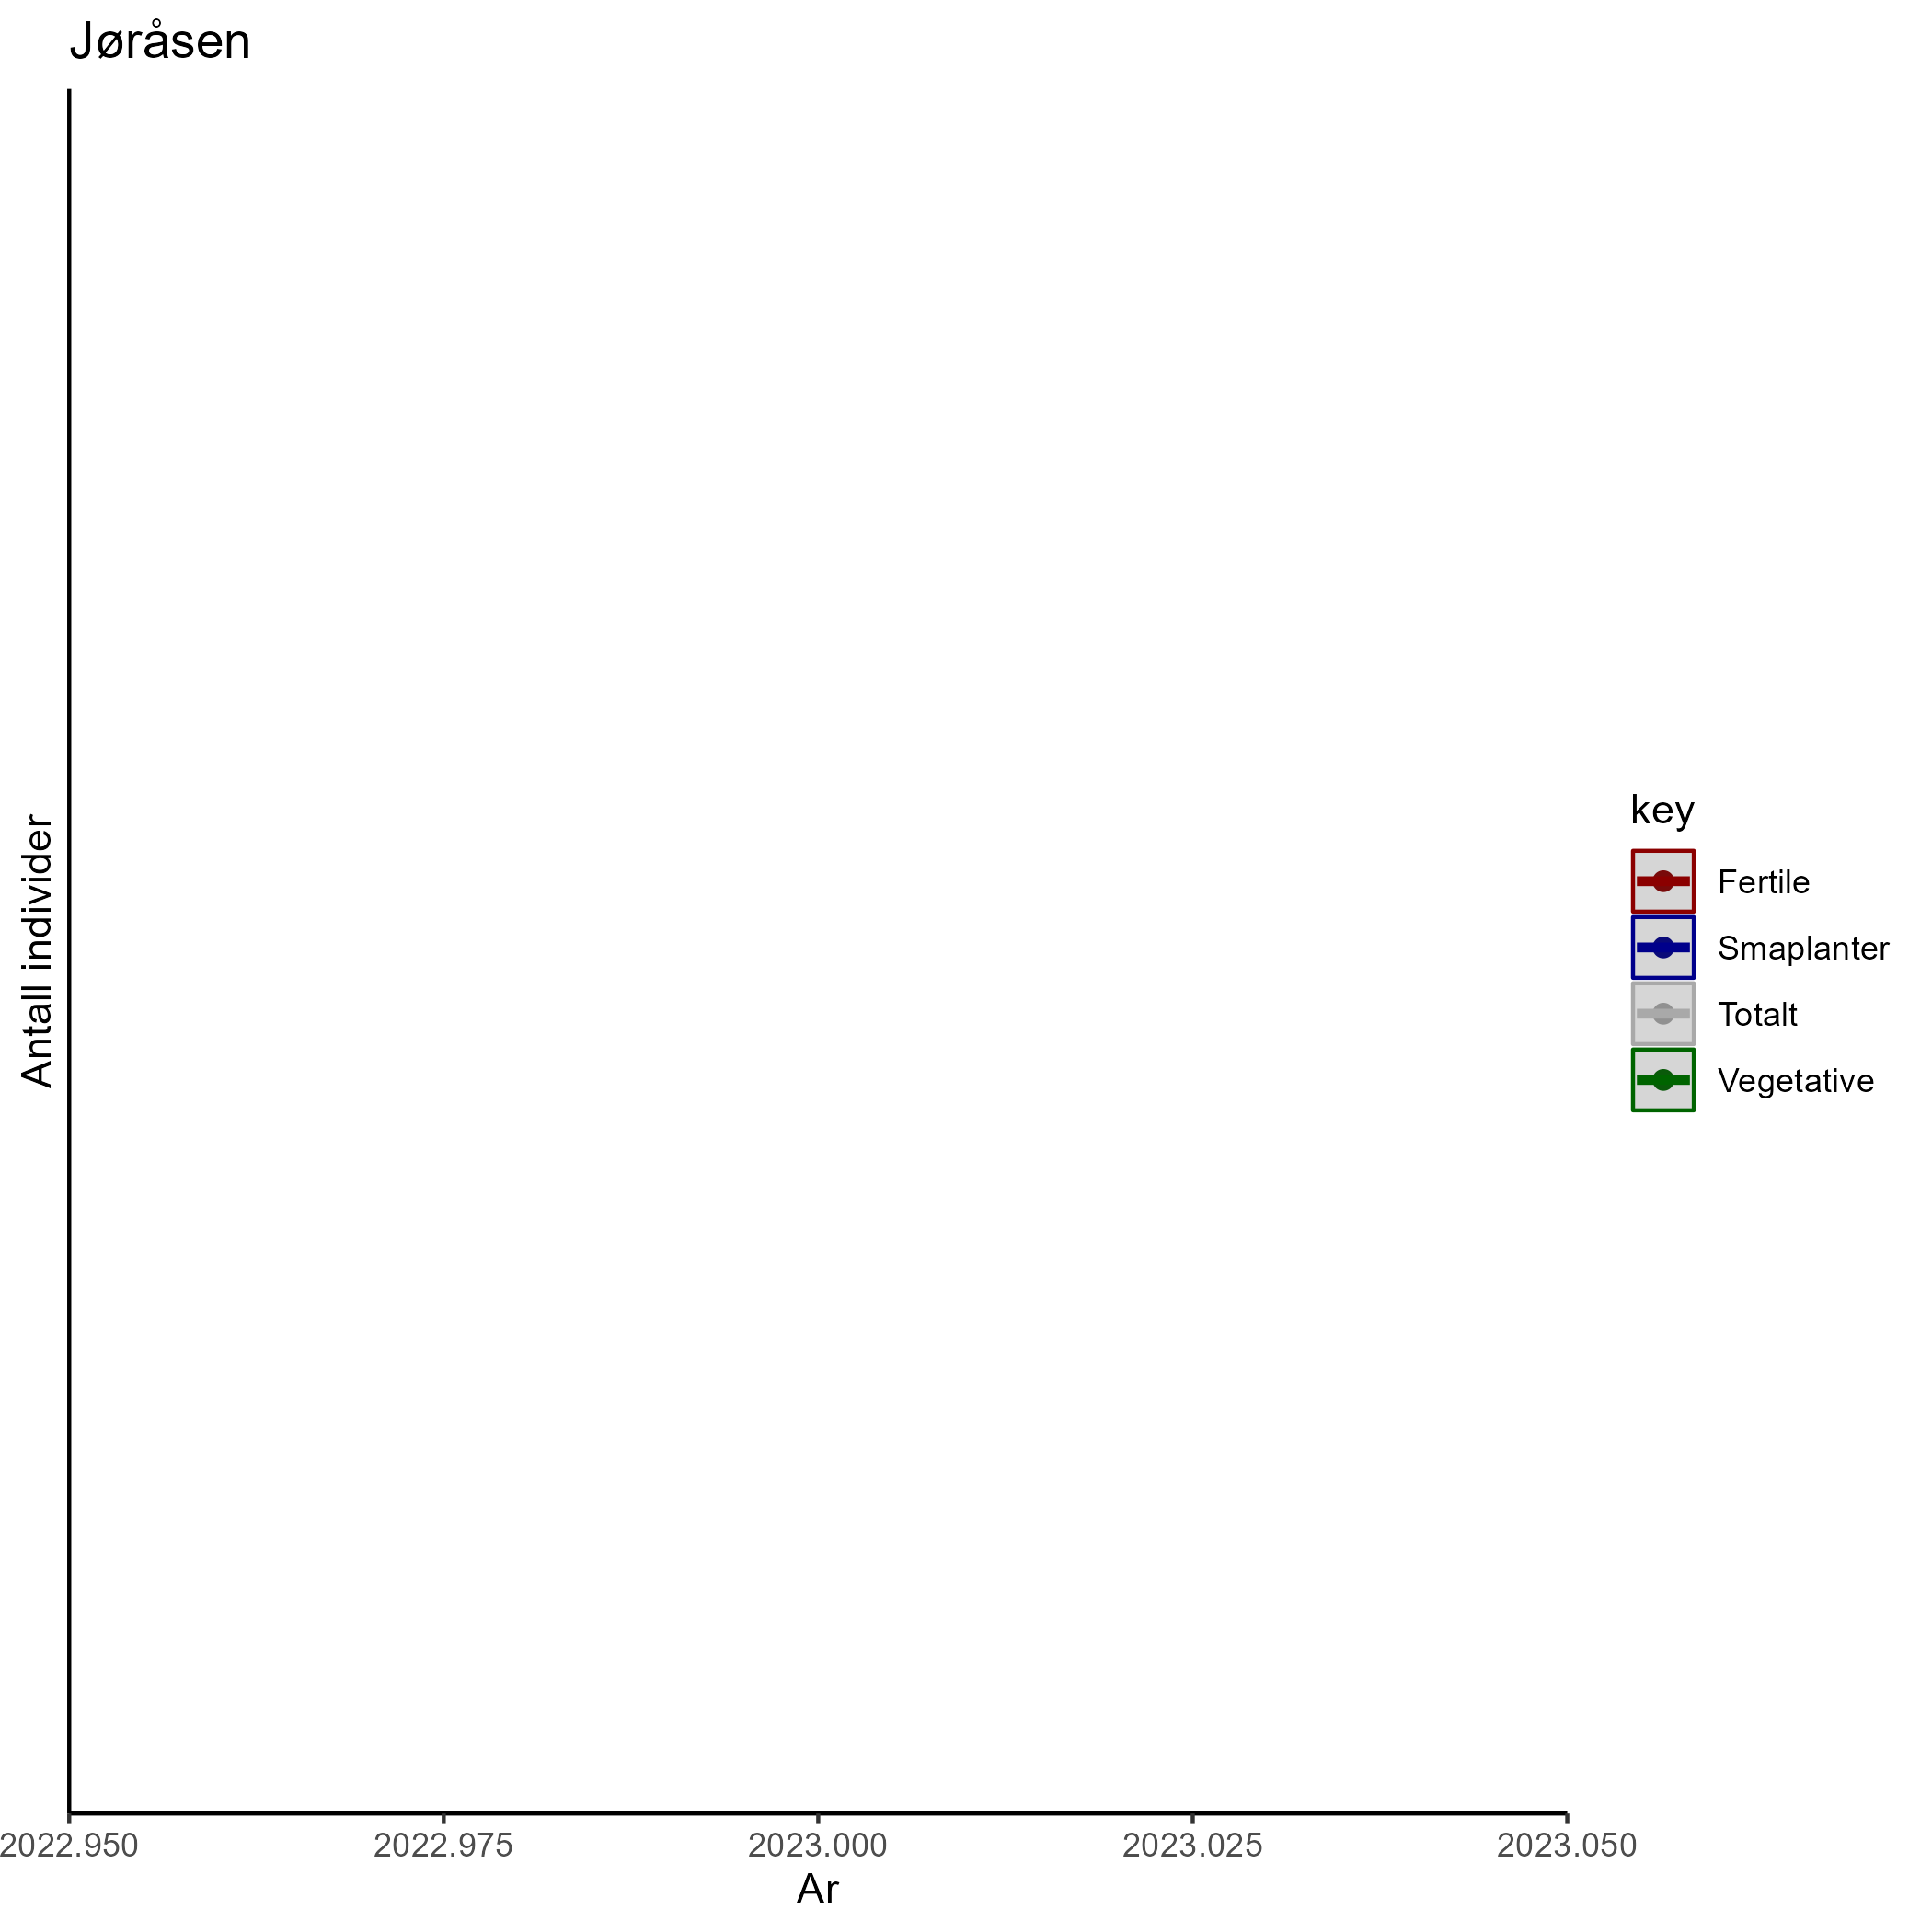 Jøråsen
Antall individer
key
Fertile
Smaplanter
Totalt
Vegetative
2022.950 2022.975 2023.000 2023.025 2023.050
Ar